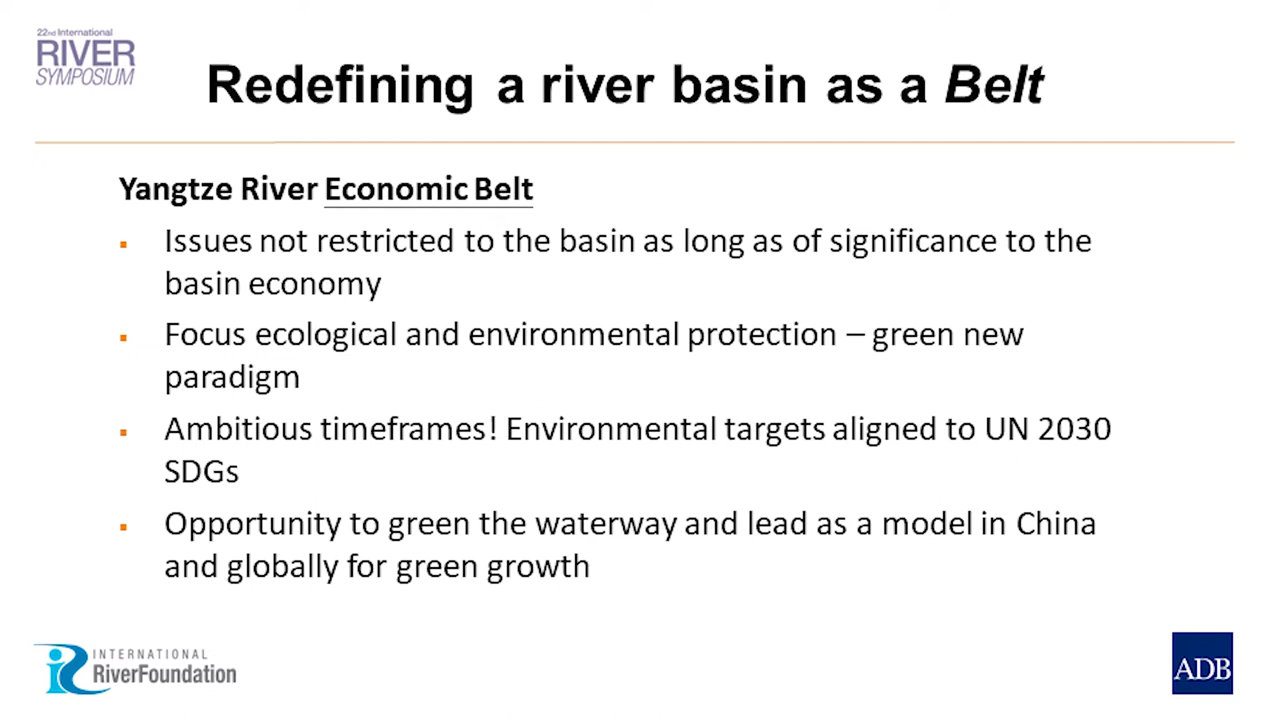 22nd International
RIVER
SYMPOSIUM
Redefining a river basin as a Belt
Yangtze River Economic Belt
▪ Issues not restricted to the basin as long as of significance to the
basin economy
▪ Focus ecological and environmental protection – green new
paradigm
▪ Ambitious timeframes! Environmental targets aligned to UN 2030
SDGs
▪ Opportunity to green the waterway and lead as a model in China
and globally for green growth
INTERNATIONAL
RiverFoundation
ADB